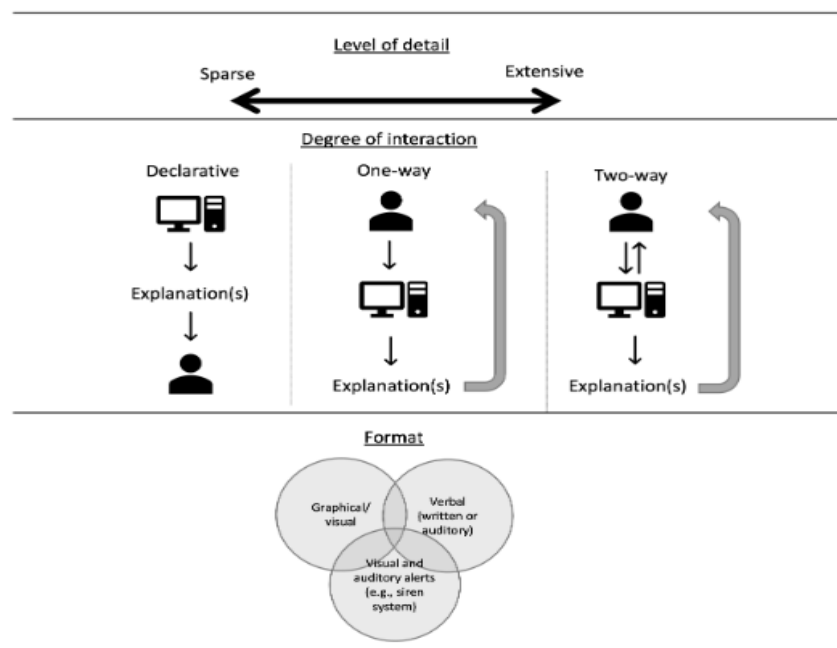 Level of detail
Sparse
Extensive
Degree of interaction
Declarative
One-way
Two-way
Explanation(s)
Explanation(s)
Explanation(s)
Format
Graphical/
visual
Verbal
(written or
auditory)
Visual and
auditory alerts
(e.g., siren
system)